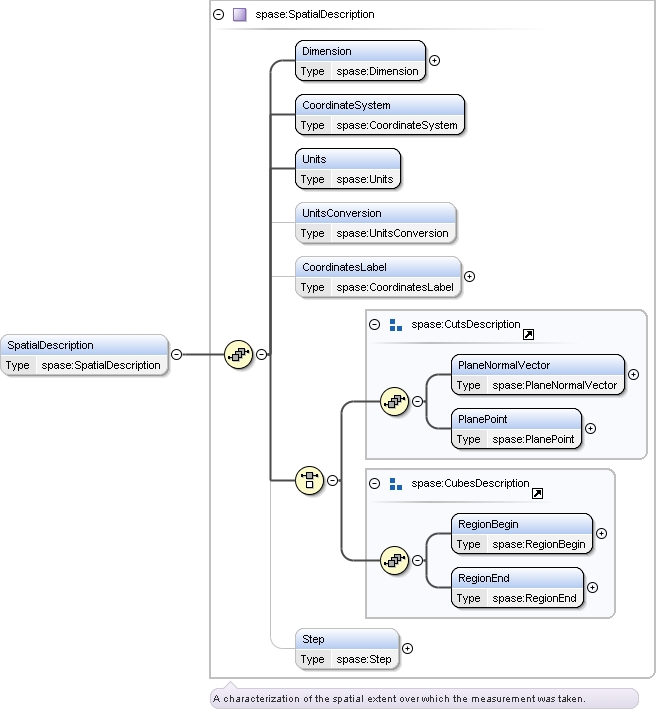 spase:SpatialDescription
Dimension
Type spase:Dimension
CoordinateSystem
Type spase:CoordinateSystem
Units
Type spase:Units
UnitsConversion
Type spase:UnitsConversion
CoordinatesLabel
Type spase:CoordinatesLabel
SpatialDescription
Type spase:SpatialDescription
spase:CutsDescription
PlaneNormalVector
Type spase:PlaneNormalVector
PlanePoint
Type spase:PlanePoint
spase:CubesDescription
RegionBegin
Type spase:RegionBegin
RegionEnd
Type spase:RegionEnd
Step
Type spase:Step
A characterization of the spatial extent over which the measurement was taken.